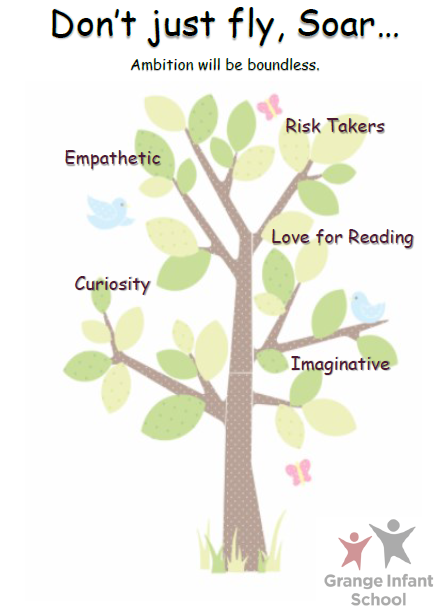 Don't just fly, Soar...
Ambition will be boundless.
Risk Takers
Empathetic
Love for Reading
Curiosity
Imaginative
Grange Infant
School